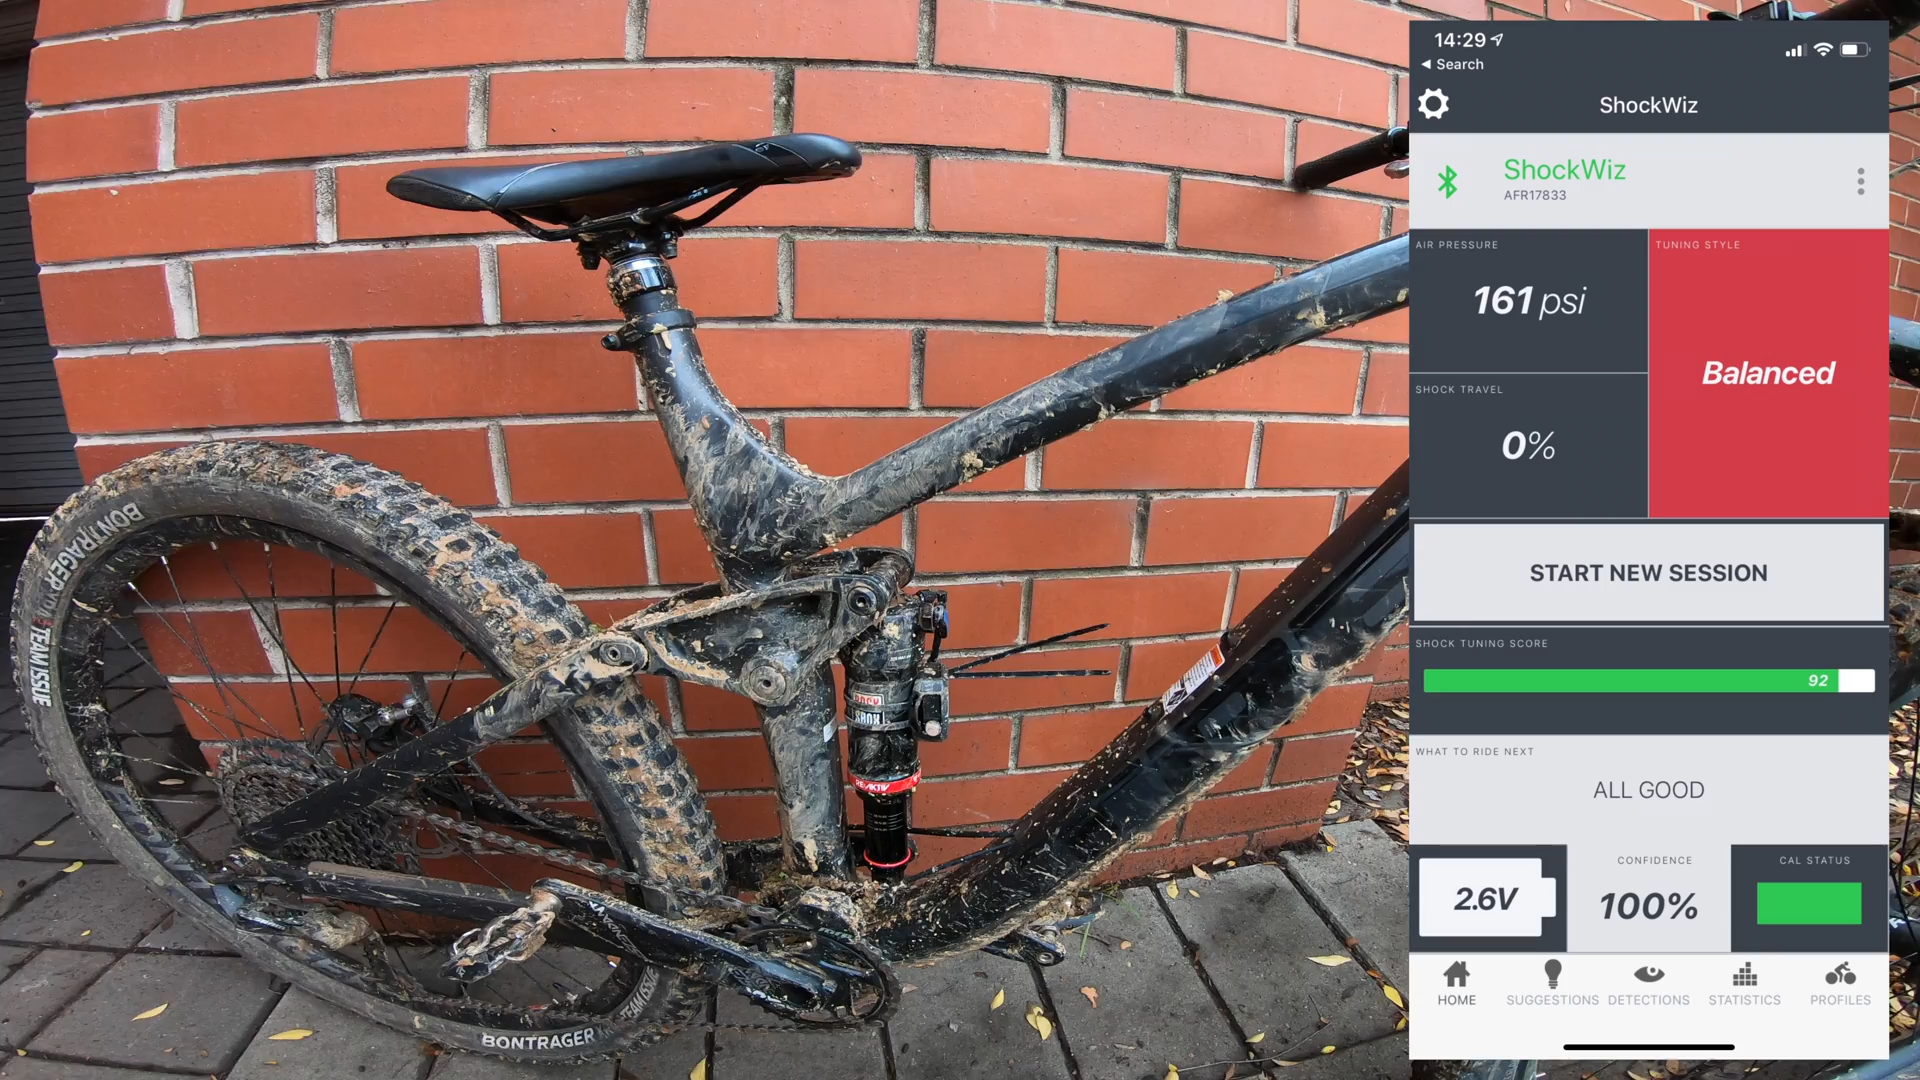 14:29
Search
ShockWiz
ShockWiz
AFR17833
AIR PRESSURE
161 psi
TUNING STYLE
Balanced
SHOCK TRAVEL
0%
START NEW SESSION
SHOCK TUNING SCORE
92
WHAT TO RIDE NEXT
ALL GOOD
2.6V
CONFIDENCE
100%
CAL STATUS
HOME
SUGGESTIONS
DETECTIONS
STATISTICS
PROFILES
BONTRAGER
TEAM ISSUE
ROCK
SHOX
RE:AKTIV
BONTRAGER
TEAM ISSUE